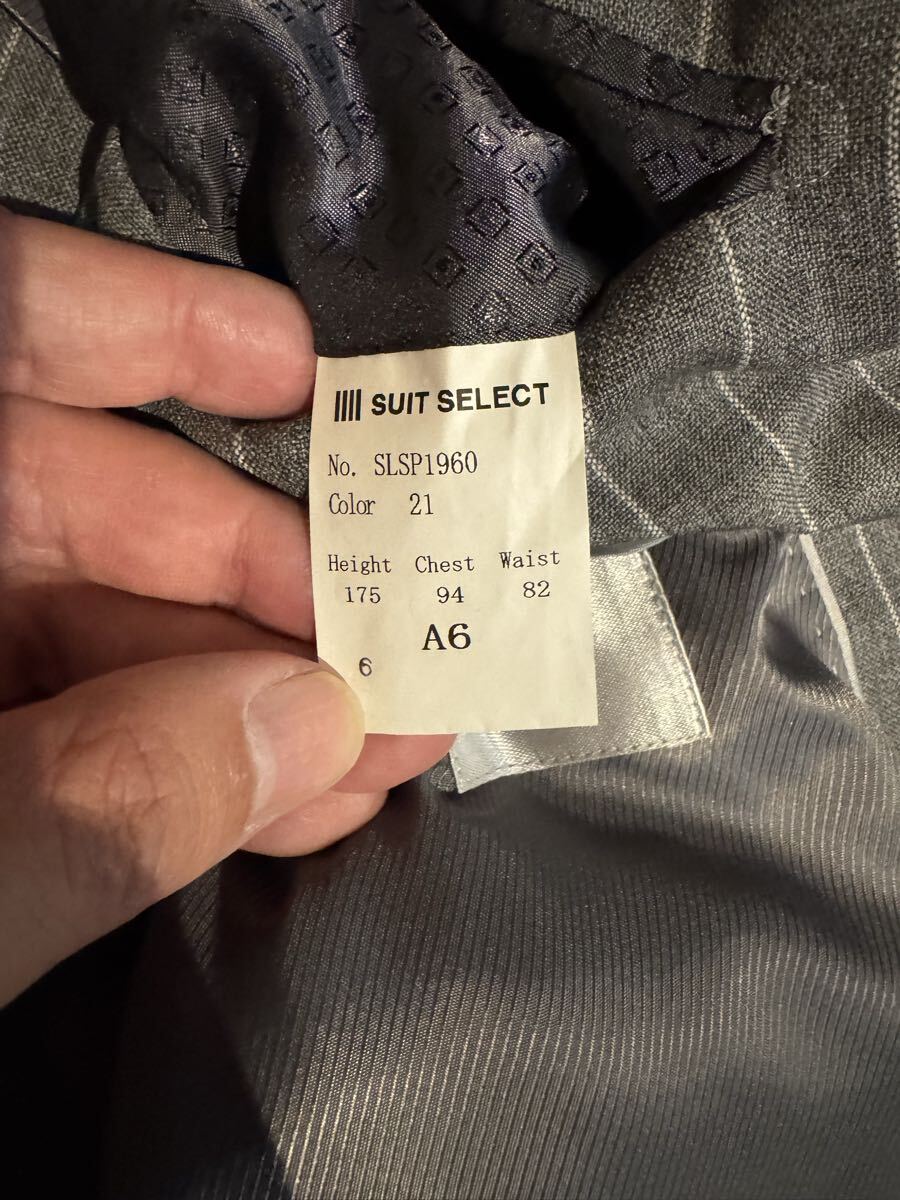 SUIT SELECT
No. SLSP1960
Color 21
Height Chest Waist
175 94 82
A6
6